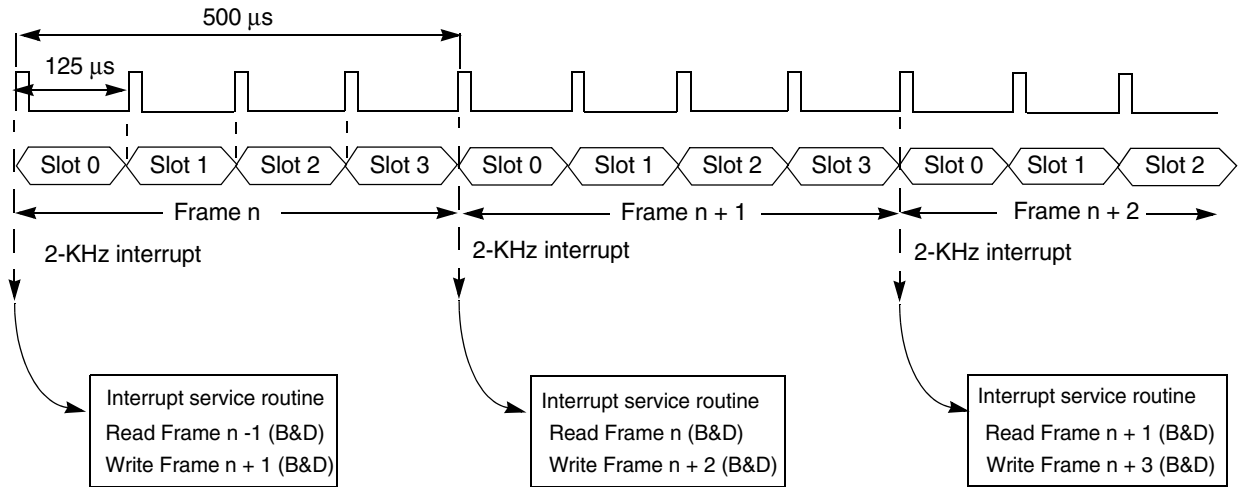 500 μs
125 μs
Slot 0 Slot 1 Slot 2 Slot 3 Slot 0 Slot 1 Slot 2 Slot 3 Slot 0 Slot 1 Slot 2
Frame n Frame n + 1 Frame n + 2
2-KHz interrupt 2-KHz interrupt 2-KHz interrupt
Interrupt service routine
Read Frame n -1 (B&D)
Write Frame n + 1 (B&D)
Interrupt service routine
Read Frame n (B&D)
Write Frame n + 2 (B&D)
Interrupt service routine
Read Frame n + 1 (B&D)
Write Frame n + 3 (B&D)